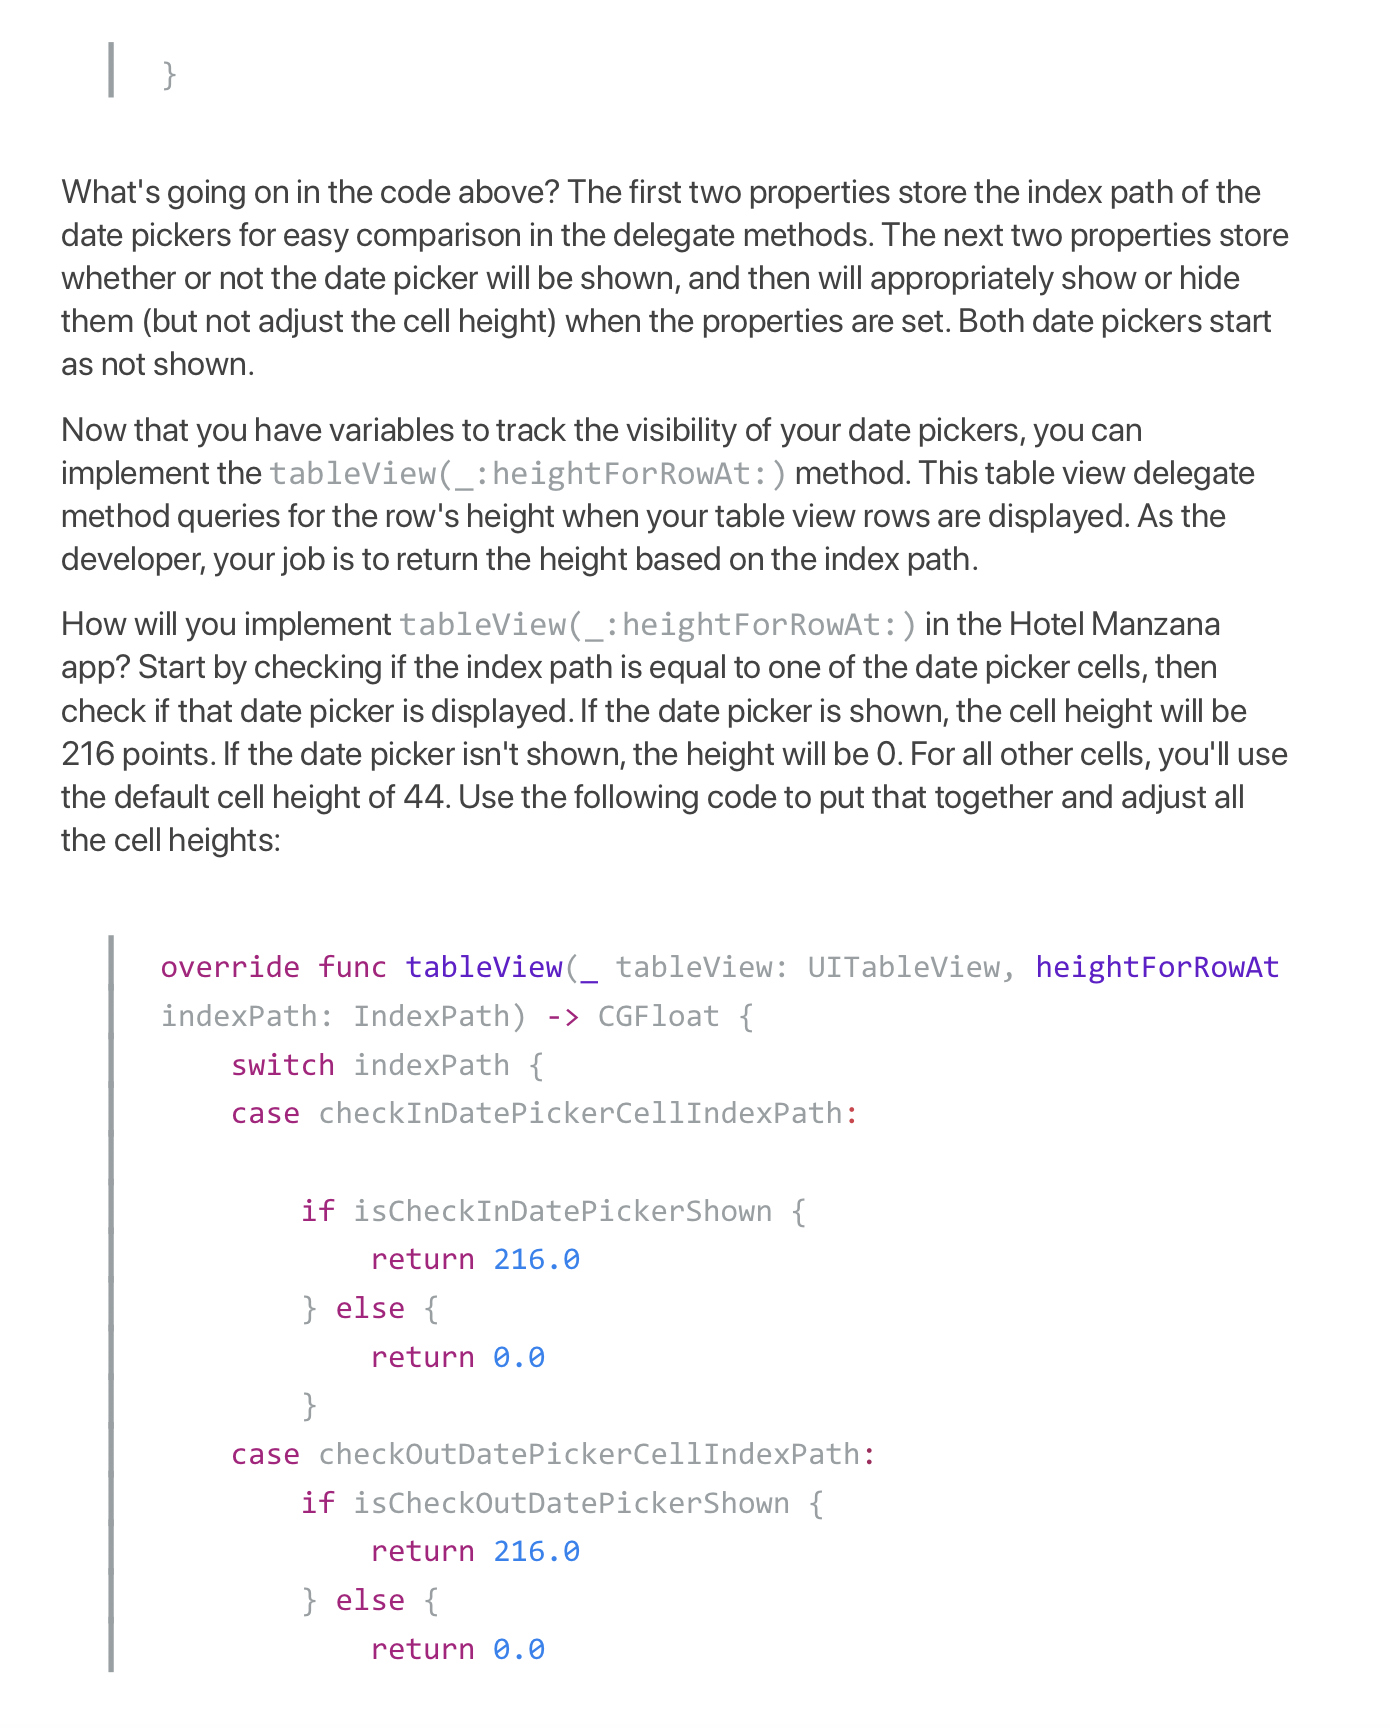 }
What's going on in the code above? The first two properties store the index path of the
date pickers for easy comparison in the delegate methods. The next two properties store
whether or not the date picker will be shown, and then will appropriately show or hide
them (but not adjust the cell height) when the properties are set. Both date pickers start
as not shown.
Now that you have variables to track the visibility of your date pickers, you can
implement the tableView(_:heightForRowAt:) method. This table view delegate
method queries for the row's height when your table view rows are displayed. As the
developer, your job is to return the height based on the index path.
How will you implement tableView(_:heightForRowAt:) in the Hotel Manzana
app? Start by checking if the index path is equal to one of the date picker cells, then
check if that date picker is displayed. If the date picker is shown, the cell height will be
216 points. If the date picker isn't shown, the height will be 0. For all other cells, you'll use
the default cell height of 44. Use the following code to put that together and adjust all
the cell heights:
override func tableView(_ tableView: UITableView, heightForRowAt
indexPath: IndexPath) -> CGFloat {
    switch indexPath {
    case checkInDatePickerCellIndexPath:
        if isCheckInDatePickerShown {
            return 216.0
        } else {
            return 0.0
        }
    case checkOutDatePickerCellIndexPath:
        if isCheckOutDatePickerShown {
            return 216.0
        } else {
            return 0.0